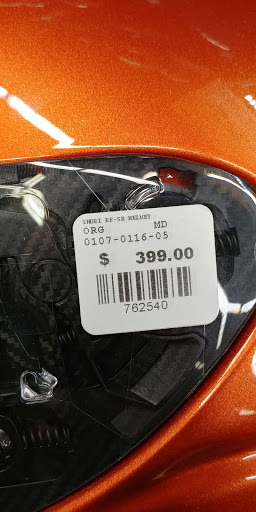 SHOEI RF-SR HELMET
ORG MD
0107-0116-05
$ 399.00
762540